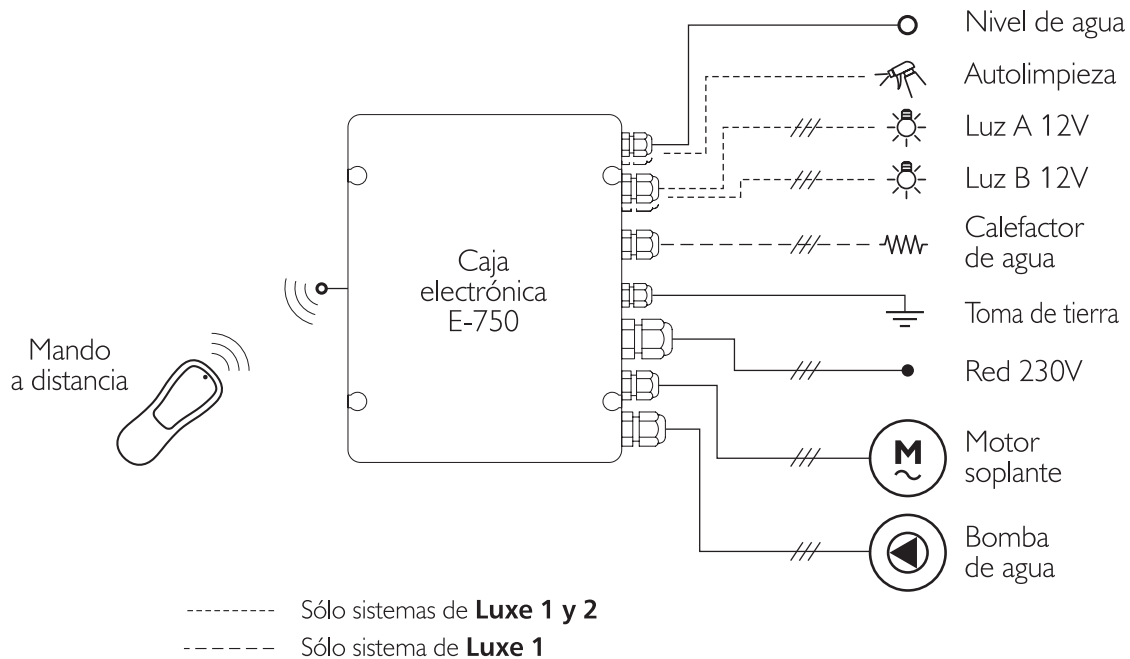 Nivel de agua
Autolimpieza
Luz A 12V
Luz B 12V
Calefactor
de agua
Toma de tierra
Red 230V
M
Motor
soplante
Bomba
de agua
Caja
electrónica
E-750
Mando
a distancia
Sólo sistemas de Luxe 1 y 2
Sólo sistema de Luxe 1